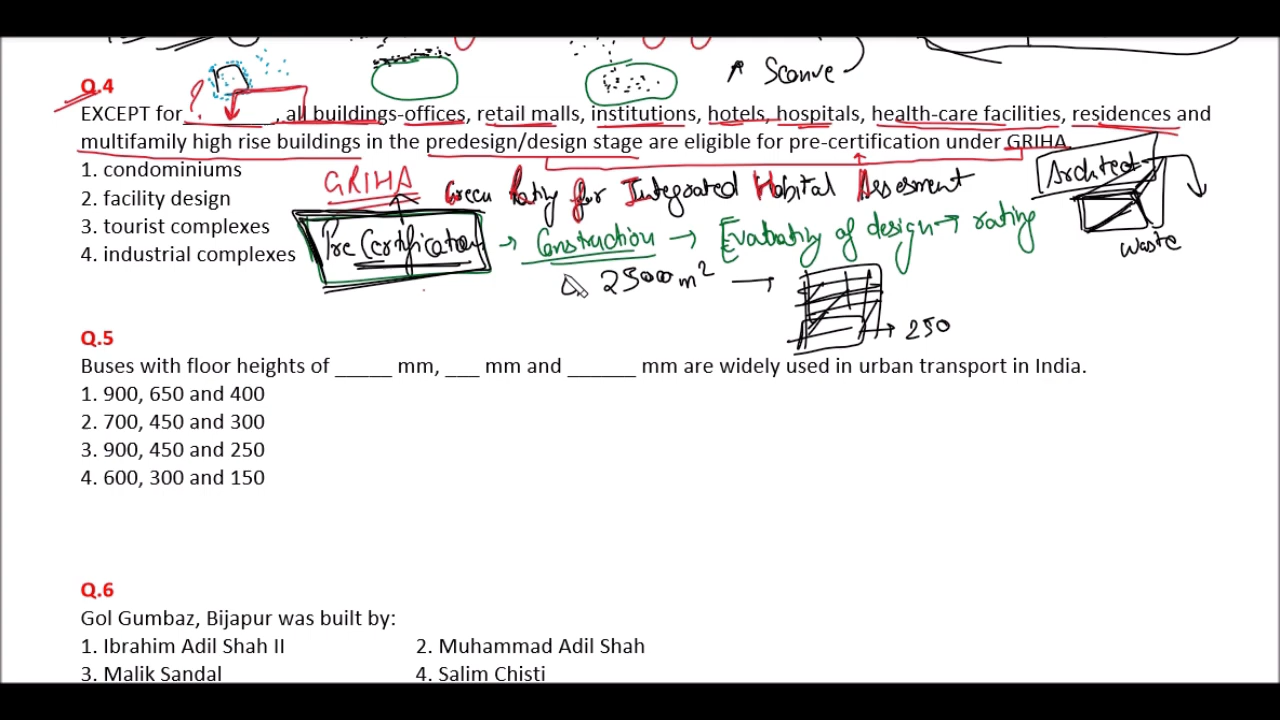 ↗ Sconve
Q.4
?
EXCEPT for _________, all buildings-offices, retail malls, institutions, hotels, hospitals, health-care facilities, residences and
multifamily high rise buildings in the predesign/design stage are eligible for pre-certification under GRIHA.
1. condominiums
Architect
GRIHA Green Rating for Integrated Habital Assesment
2. facility design
3. tourist complexes
Pre Certification → Construction → Evaluating of design → rating
waste
4. industrial complexes
2500 m² →
→ 250
Q.5
Buses with floor heights of _____ mm, ___ mm and ______ mm are widely used in urban transport in India.
1. 900, 650 and 400
2. 700, 450 and 300
3. 900, 450 and 250
4. 600, 300 and 150
Q.6
Gol Gumbaz, Bijapur was built by:
1. Ibrahim Adil Shah II 2. Muhammad Adil Shah
3. Malik Sandal 4. Salim Chisti